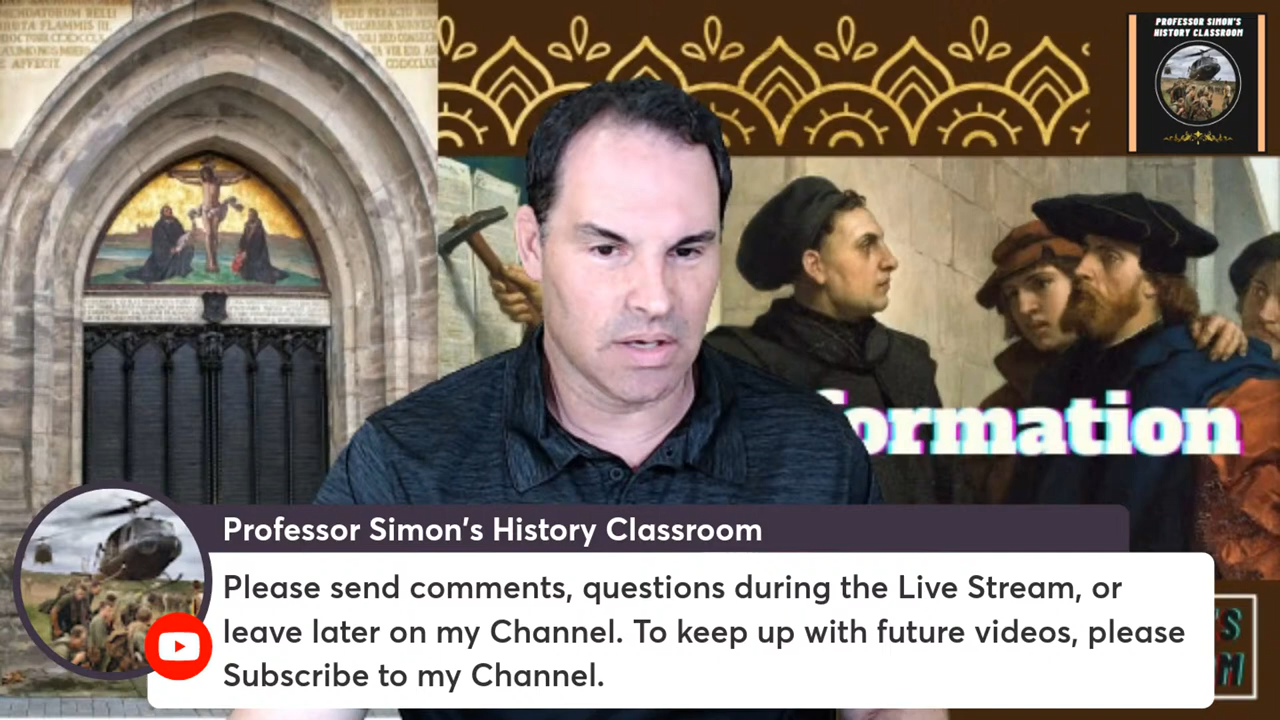 PROFESSOR SIMON'S
HISTORY CLASSROOM
formation
Professor Simon's History Classroom
Please send comments, questions during the Live Stream, or
leave later on my Channel. To keep up with future videos, please
Subscribe to my Channel.